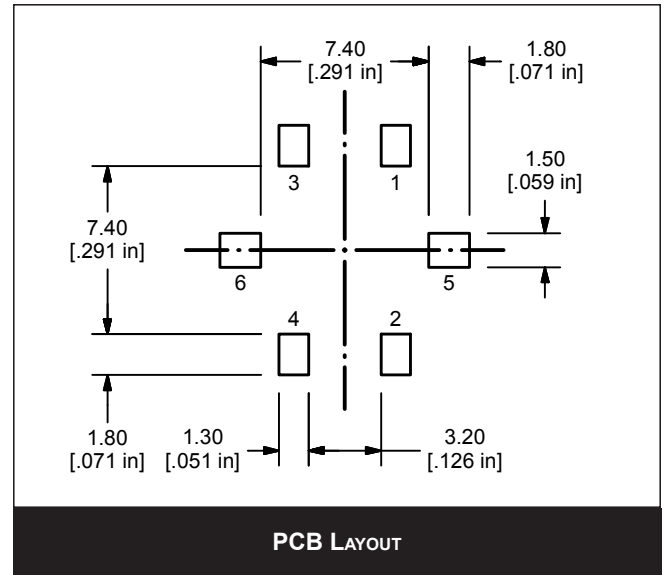 7.40
[.291 in]
1.80
[.071 in]
1.50
[.059 in]
3
1
7.40
[.291 in]
6
5
4
2
1.80
[.071 in]
1.30
[.051 in]
3.20
[.126 in]
PCB LAYOUT